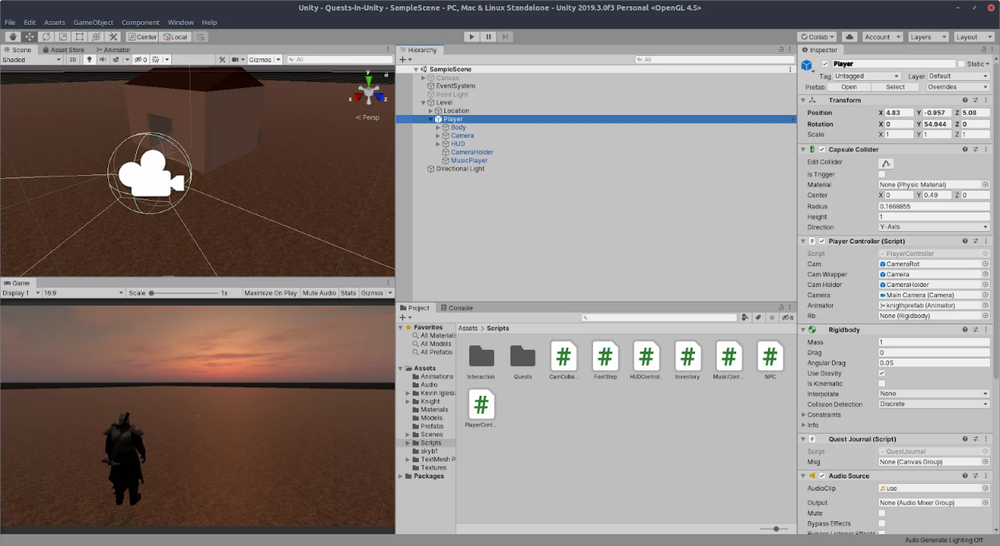 Unity - Quests-in-Unity - SampleScene - PC, Mac & Linux Standalone - Unity 2019.3.0f3 Personal <OpenGL 4.5>
File Edit Assets GameObject Component Window Help
Center Local
Collab Account Layers Layout
Scene Asset Store Animator
Shaded 2D 0 Gizmos All
y
x z
< Persp
Game
Display 1 16:9 Scale 1x Maximize On Play Mute Audio Stats Gizmos
Hierarchy
+ All
SampleScene
Canvas
EventSystem
Point Light
Level
Location
Player
Body
Camera
HUD
CameraHolder
MusicPlayer
Directional Light
Project Console
+ 8
Favorites
All Materials
All Models
All Prefabs
Assets
Animations
Audio
Kevin Iglesi
Knight
Materials
Models
Prefabs
Scenes
Scripts
skyb1
TextMesh P
Textures
Packages
Assets > Scripts
Interaction Quests CamCollisi... FootStep HUDControl... Inventory MusicCont... NPC
PlayerCont...
Inspector
Player Static
Tag Untagged Layer Default
Prefab Open Select Overrides
Transform
Position X 4.83 Y -0.957 Z 5.08
Rotation X 0 Y 54.944 Z 0
Scale X 1 Y 1 Z 1
Capsule Collider
Edit Collider
Is Trigger
Material None (Physic Material)
Center X 0 Y 0.49 Z 0
Radius 0.1668855
Height 1
Direction Y-Axis
# Player Controller (Script)
Script PlayerController
Cam CameraRot
Cam Wrapper Camera
Cam Holder CameraHolder
Camera Main Camera (Camera)
Animator knigthprefab (Animator)
Rb None (Rigidbody)
Rigidbody
Mass 1
Drag 0
Angular Drag 0.05
Use Gravity
Is Kinematic
Interpolate None
Collision Detection Discrete
Constraints
Info
# Quest Journal (Script)
Script QuestJournal
Msg None (Canvas Group)
Audio Source
AudioClip use
Output None (Audio Mixer Group)
Mute
Bypass Effects
Bypass Listener Effects
Auto Generate Lighting Off